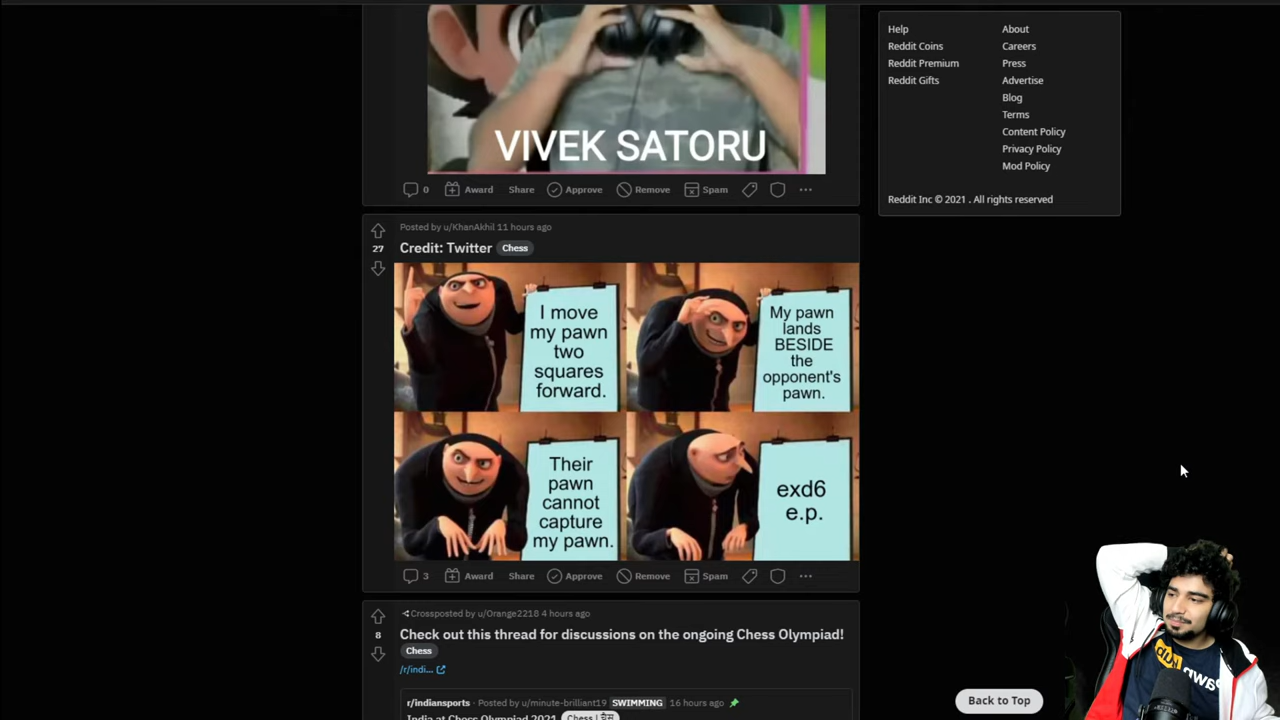 VIVEK SATORU
0 Award Share Approve Remove Spam
Help
Reddit Coins
Reddit Premium
Reddit Gifts
About
Careers
Press
Advertise
Blog
Terms
Content Policy
Privacy Policy
Mod Policy
Reddit Inc © 2021 . All rights reserved
Posted by u/KhanAkhil 11 hours ago
27
Credit: Twitter Chess
I move
my pawn
two
squares
forward.
My pawn
lands
BESIDE
the
opponent's
pawn.
Their
pawn
cannot
capture
my pawn.
exd6
e.p.
3 Award Share Approve Remove Spam
Crossposted by u/Orange2218 4 hours ago
8
Check out this thread for discussions on the ongoing Chess Olympiad!
Chess
/r/indi...
r/indiansports · Posted by u/minute-brilliant19 SWIMMING 16 hours ago
India at Chess Olympiad 2021
Back to Top